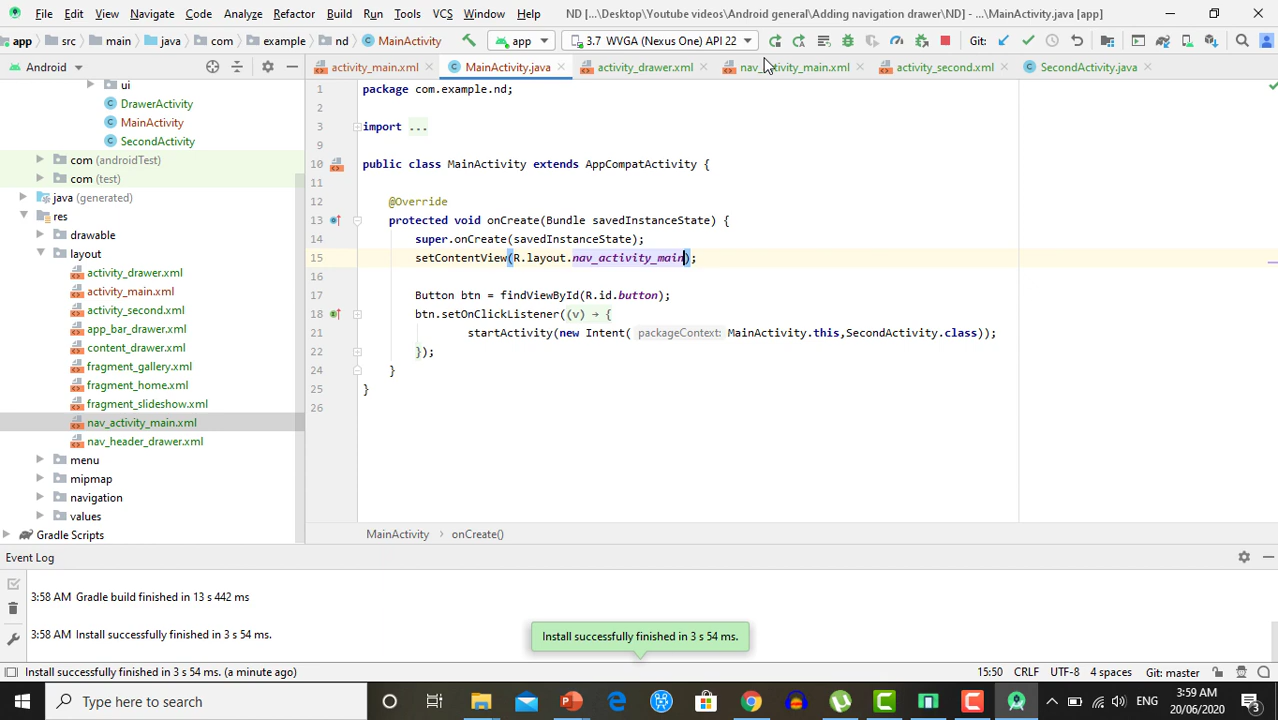 File Edit View Navigate Code Analyze Refactor Build Run Tools VCS Window Help ND [...\Desktop\Youtube videos\Android general\Adding navigation drawer\ND] - ...\MainActivity.java [app]
app src main java com example nd MainActivity app 3.7 WVGA (Nexus One) API 22 Git:
Android activity_main.xml MainActivity.java activity_drawer.xml nav_activity_main.xml activity_second.xml SecondActivity.java
ui
DrawerActivity
MainActivity
SecondActivity
com (androidTest)
com (test)
java (generated)
res
drawable
layout
activity_drawer.xml
activity_main.xml
activity_second.xml
app_bar_drawer.xml
content_drawer.xml
fragment_gallery.xml
fragment_home.xml
fragment_slideshow.xml
nav_activity_main.xml
nav_header_drawer.xml
menu
mipmap
navigation
values
Gradle Scripts
1 package com.example.nd;
2
3 import ...
9
10 public class MainActivity extends AppCompatActivity {
11
12 @Override
13 protected void onCreate(Bundle savedInstanceState) {
14 super.onCreate(savedInstanceState);
15 setContentView(R.layout.nav_activity_main);
16
17 Button btn = findViewById(R.id.button);
18 btn.setOnClickListener((v) → {
21 startActivity(new Intent( packageContext: MainActivity.this,SecondActivity.class));
22 });
24 }
25 }
26
MainActivity › onCreate()
Event Log
3:58 AM Gradle build finished in 13 s 442 ms
3:58 AM Install successfully finished in 3 s 54 ms.
Install successfully finished in 3 s 54 ms.
Install successfully finished in 3 s 54 ms. (a minute ago) 15:50 CRLF UTF-8 4 spaces Git: master
Type here to search ENG 3:59 AM
20/06/2020 3